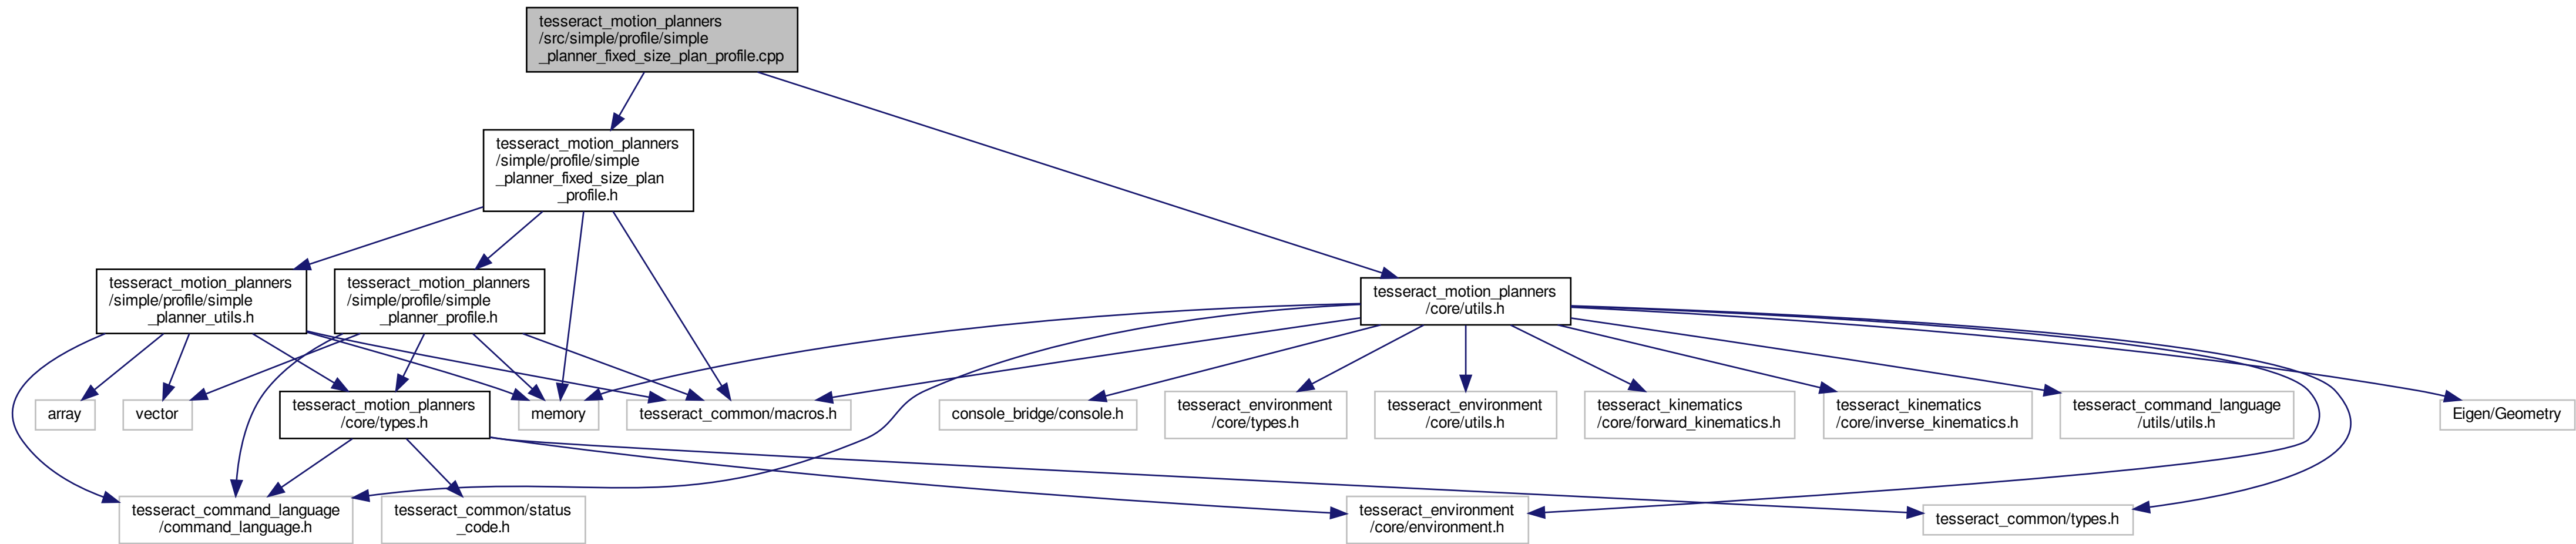 tesseract_motion_planners
/src/simple/profile/simple
_planner_fixed_size_plan_profile.cpp
tesseract_motion_planners
/simple/profile/simple
_planner_fixed_size_plan
_profile.h
tesseract_motion_planners
/simple/profile/simple
_planner_utils.h
tesseract_motion_planners
/simple/profile/simple
_planner_profile.h
tesseract_motion_planners
/core/utils.h
array
vector
tesseract_motion_planners
/core/types.h
memory
tesseract_common/macros.h
console_bridge/console.h
tesseract_environment
/core/types.h
tesseract_environment
/core/utils.h
tesseract_kinematics
/core/forward_kinematics.h
tesseract_kinematics
/core/inverse_kinematics.h
tesseract_command_language
/utils/utils.h
Eigen/Geometry
tesseract_command_language
/command_language.h
tesseract_common/status
_code.h
tesseract_environment
/core/environment.h
tesseract_common/types.h